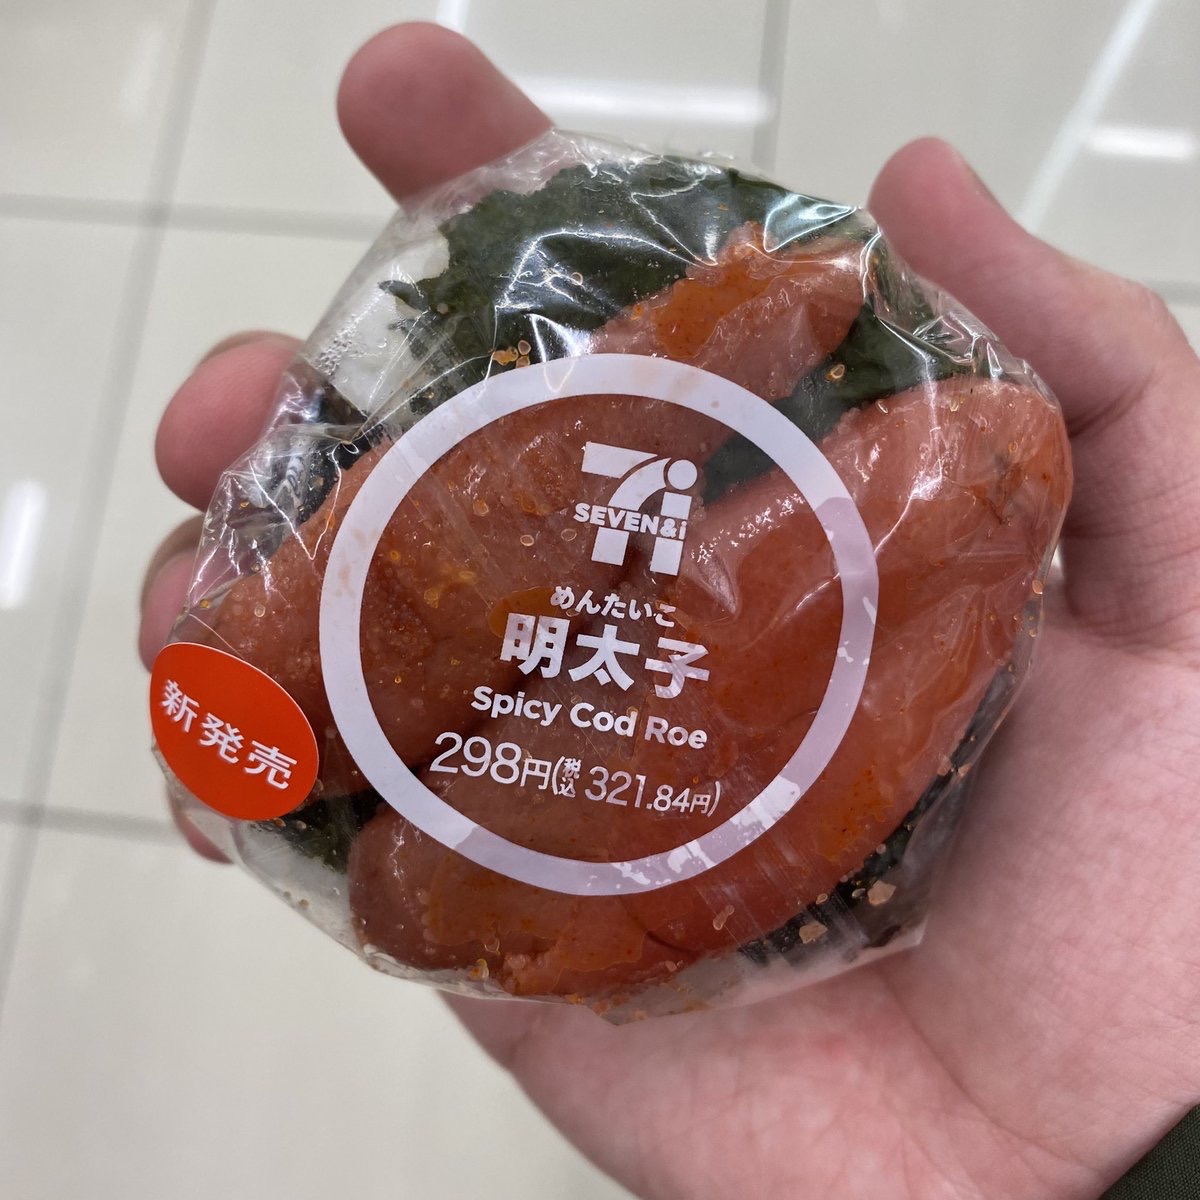 SEVEN&i
めんたいこ
明太子
Spicy Cod Roe
298円(税込 321.84円)
新発売